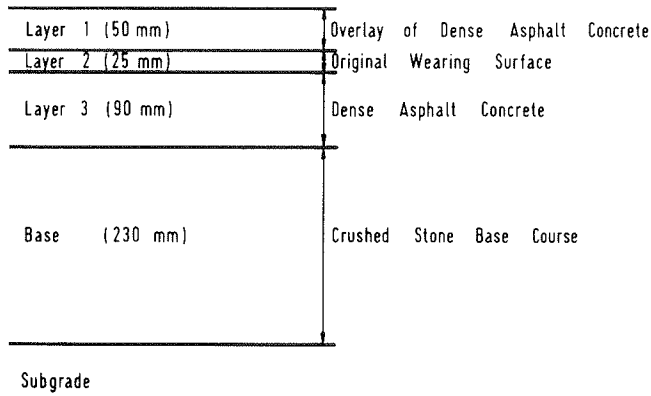 Layer 1 (50 mm) Overlay of Dense Asphalt Concrete
Layer 2 (25 mm) Original Wearing Surface
Layer 3 (90 mm) Dense Asphalt Concrete
Base (230 mm) Crushed Stone Base Course
Subgrade